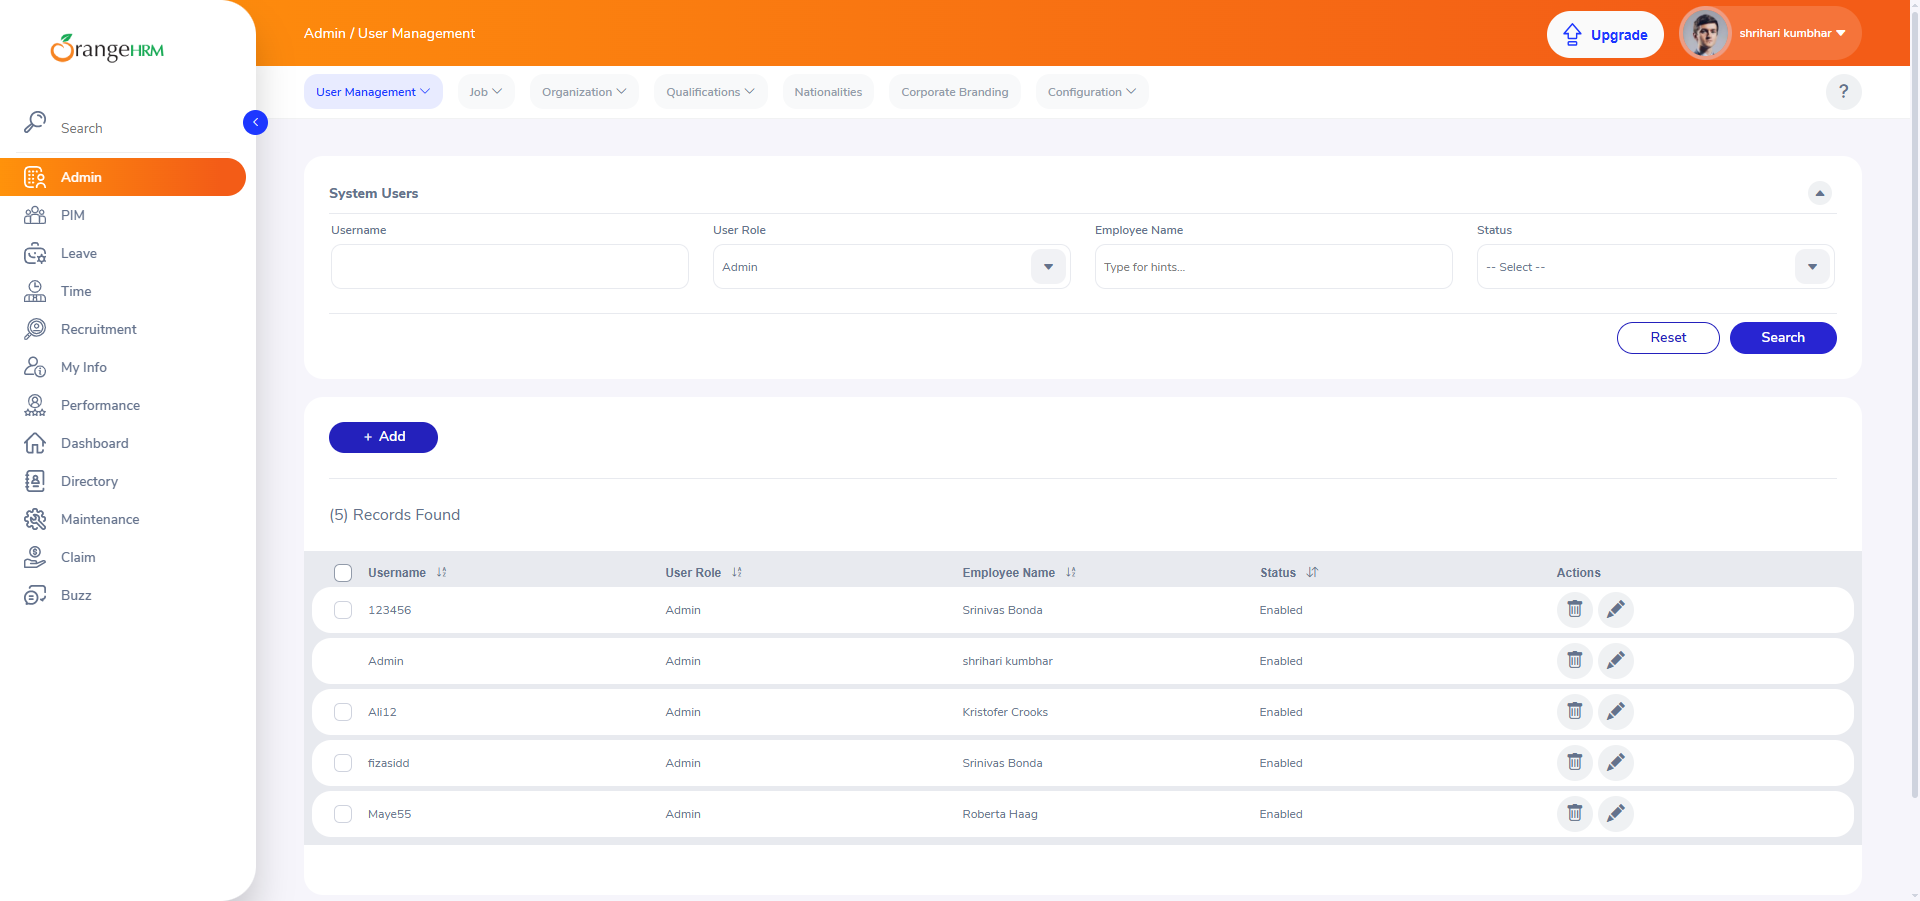 OrangeHRM
Admin / User Management
Upgrade
shrihari kumbhar
User Management
Job
Organization
Qualifications
Nationalities
Corporate Branding
Configuration
?
Search
Admin
PIM
Leave
Time
Recruitment
My Info
Performance
Dashboard
Directory
Maintenance
Claim
Buzz
System Users
Username
User Role
Employee Name
Status
Admin
Type for hints...
-- Select --
Reset
Search
+ Add
(5) Records Found
Username User Role Employee Name Status Actions
123456 Admin Srinivas Bonda Enabled
Admin Admin shrihari kumbhar Enabled
Ali12 Admin Kristofer Crooks Enabled
fizasidd Admin Srinivas Bonda Enabled
Maye55 Admin Roberta Haag Enabled